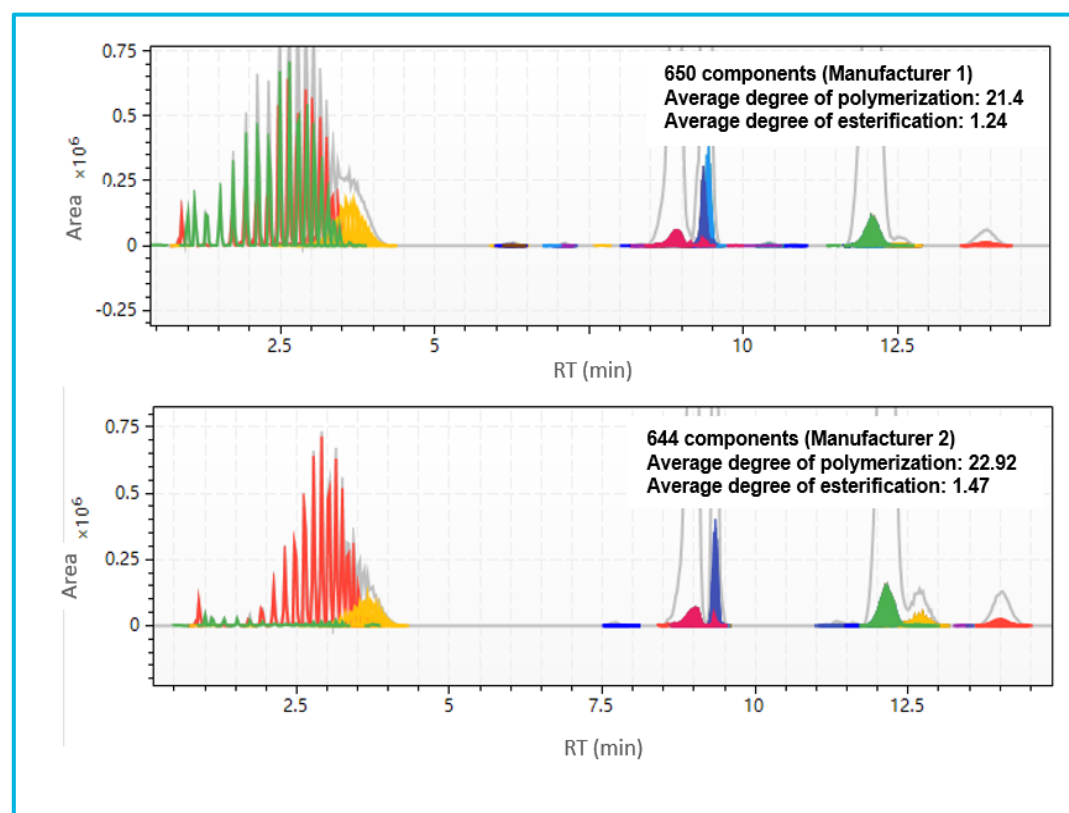 0.75
650 components (Manufacturer 1)
Average degree of polymerization: 21.4
Average degree of esterification: 1.24
0.5
0.25
0
-0.25
Area ×10⁶
2.5 5 10 12.5
RT (min)
0.75
644 components (Manufacturer 2)
Average degree of polymerization: 22.92
Average degree of esterification: 1.47
0.5
0.25
0
Area ×10⁶
2.5 5 7.5 10 12.5
RT (min)